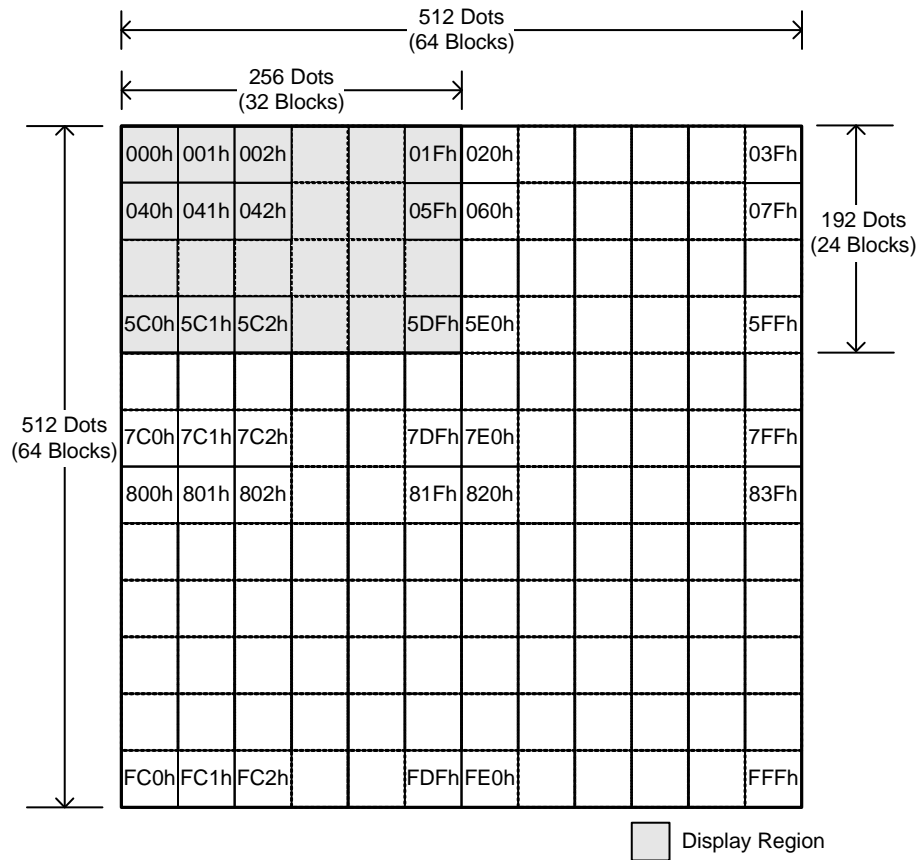 512 Dots
(64 Blocks)
256 Dots
(32 Blocks)
000h 001h 002h 01Fh 020h 03Fh
040h 041h 042h 05Fh 060h 07Fh
192 Dots
(24 Blocks)
5C0h 5C1h 5C2h 5DFh 5E0h 5FFh
512 Dots
(64 Blocks)
7C0h 7C1h 7C2h 7DFh 7E0h 7FFh
800h 801h 802h 81Fh 820h 83Fh
FC0h FC1h FC2h FDFh FE0h FFFh
Display Region